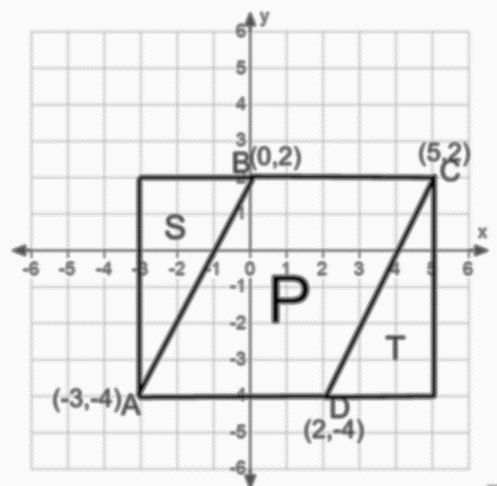 6 y
5
4
3
B(0,2) (5,2)
2 C
S 1
x
-6 -5 -4 -3 -2 -1 0 1 2 3 4 5 6
-1
P
-2
-3 T
(-3,-4)A -4 D
(2,-4)
-5
-6